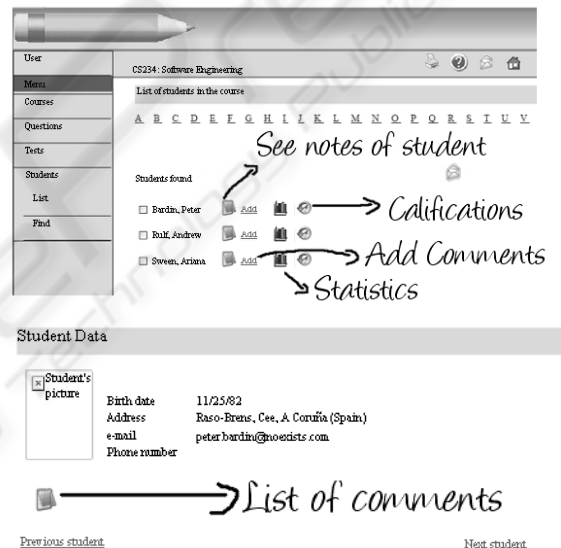 User
CS234: Software Engineering
Menu
List of students in the course
Courses
A B C D E F G H I J K L M N O P Q R S T U V
Questions
See notes of student
Tests
Students
Students found
List
Bardin, Peter Add
Califications
Find
Rulf, Andrew Add
Add Comments
Sween, Ariana Add
Statistics
Student Data
Student's picture
Birth date 11/25/82
Address Raso-Brens, Cee, A Coruña (Spain)
e-mail peter.bardin@noexists.com
Phone number
List of comments
Previous student Next student